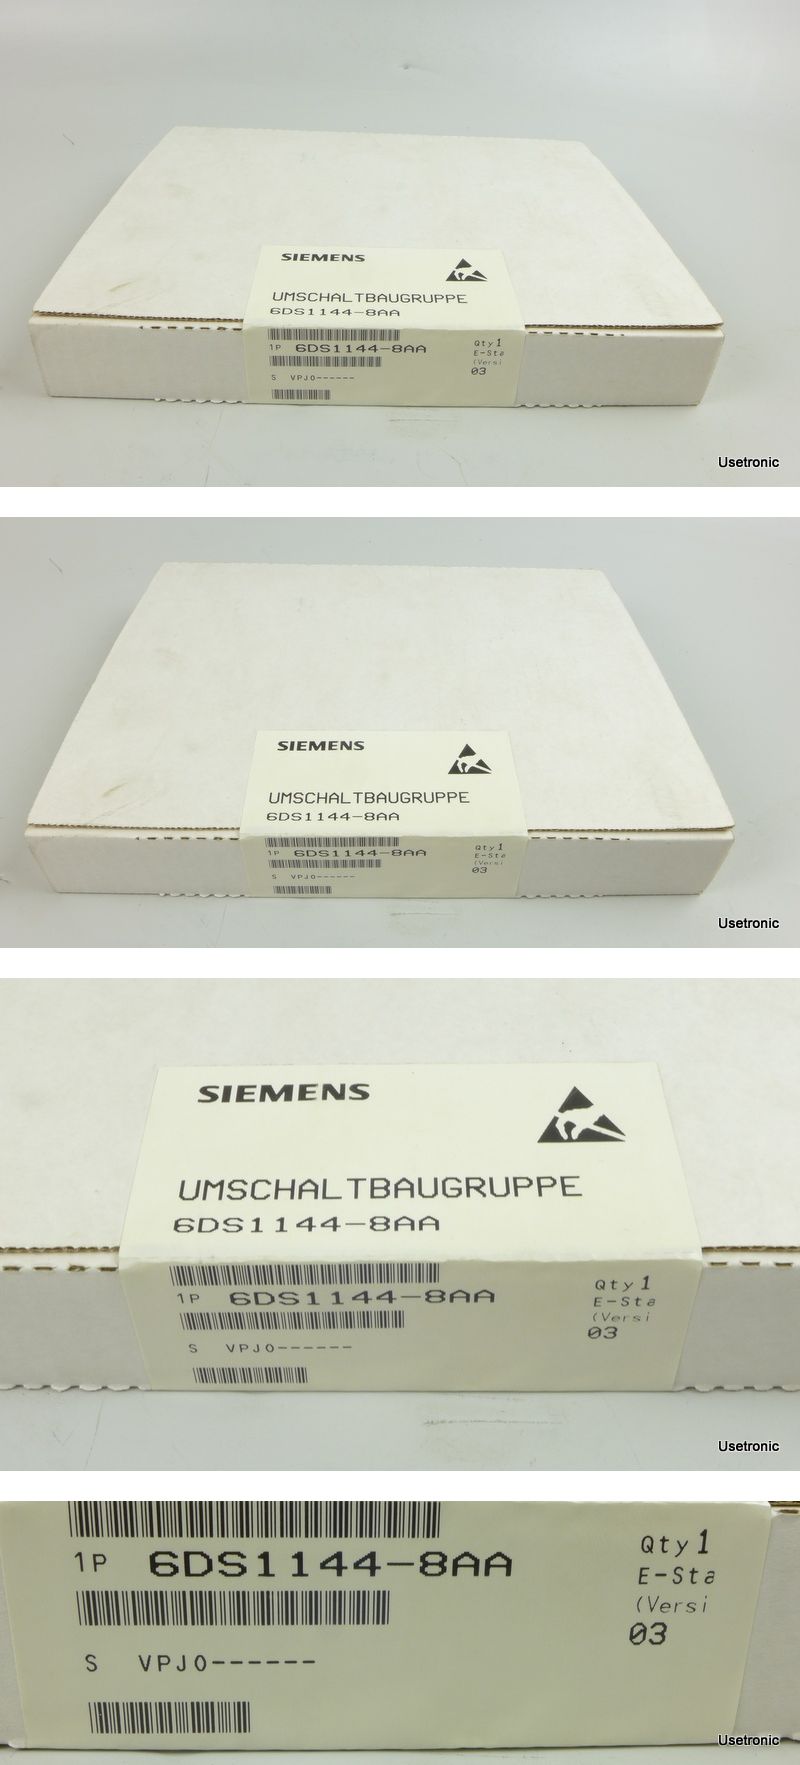 SIEMENS
UMSCHALTBAUGRUPPE
6DS1144-8AA
1P 6DS1144-8AA
Qty 1
E-Sta
(Versi
03
S VPJ0------
Usetronic
SIEMENS
UMSCHALTBAUGRUPPE
6DS1144-8AA
1P 6DS1144-8AA
Qty 1
E-Sta
(Versi
03
S VPJ0------
Usetronic
SIEMENS
UMSCHALTBAUGRUPPE
6DS1144-8AA
1P 6DS1144-8AA
Qty 1
E-Sta
(Versi
03
S VPJ0------
Usetronic
1P 6DS1144-8AA
Qty 1
E-Sta
(Versi
03
S VPJ0------
Usetronic